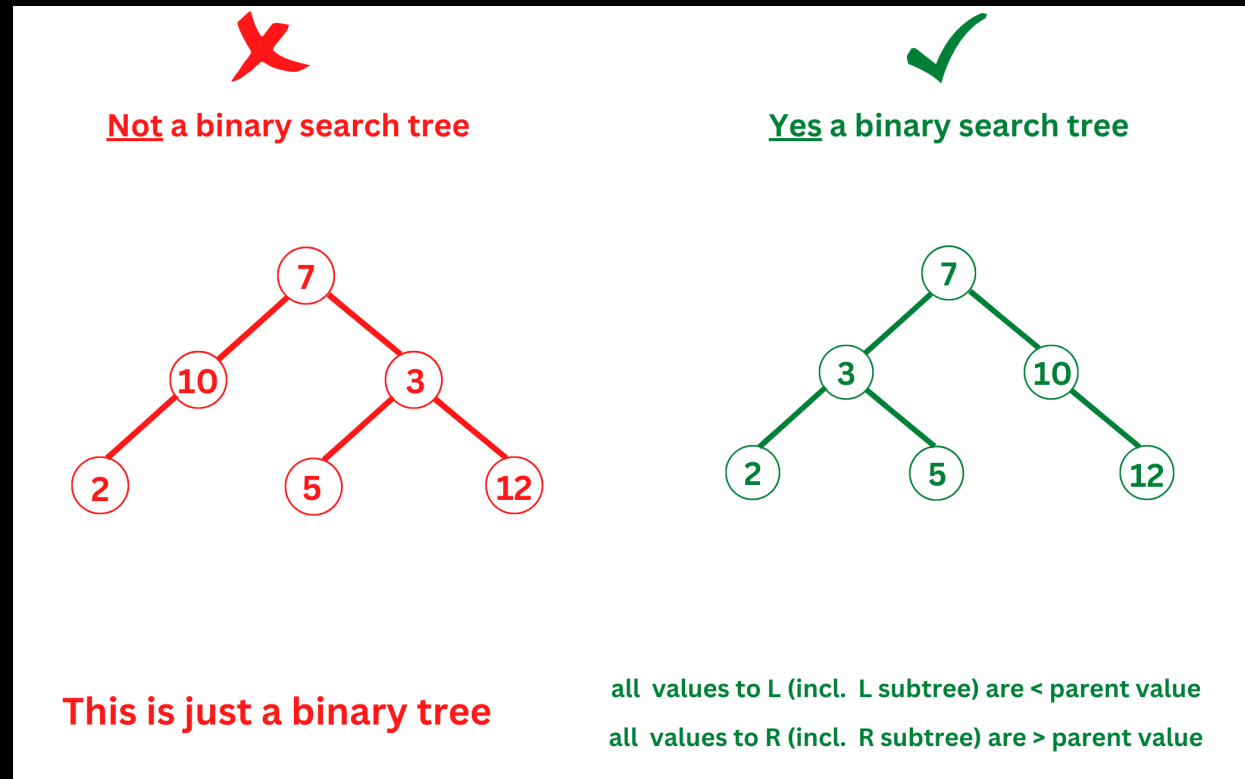 Not a binary search tree
Yes a binary search tree
7
10
3
2
5
12
7
3
10
2
5
12
This is just a binary tree
all values to L (incl. L subtree) are < parent value
all values to R (incl. R subtree) are > parent value